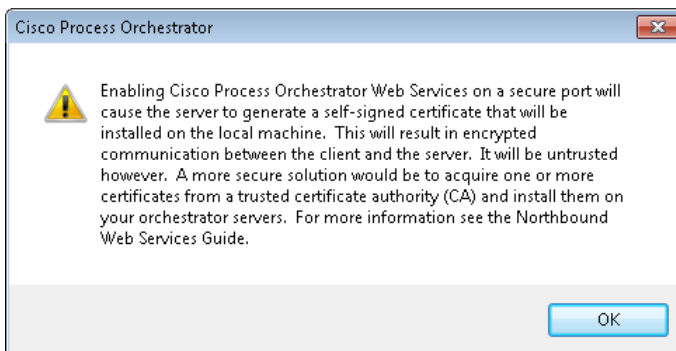 Cisco Process Orchestrator
Enabling Cisco Process Orchestrator Web Services on a secure port will
cause the server to generate a self-signed certificate that will be
installed on the local machine.  This will result in encrypted
communication between the client and the server.  It will be untrusted
however.  A more secure solution would be to acquire one or more
certificates from a trusted certificate authority (CA) and install them on
your orchestrator servers.  For more information see the Northbound
Web Services Guide.
OK